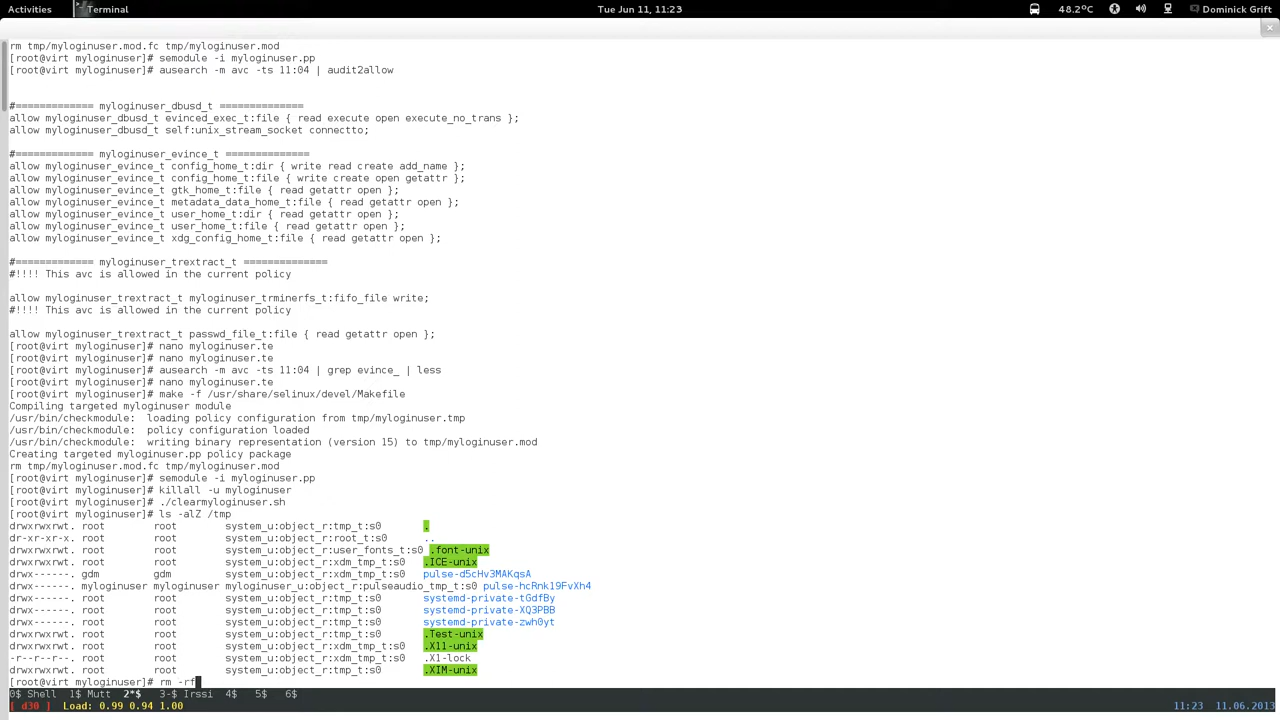 Activities Terminal Tue Jun 11, 11:23 48.2°C Dominick Grift
rm tmp/myloginuser.mod.fc tmp/myloginuser.mod
[root@virt myloginuser]# semodule -i myloginuser.pp
[root@virt myloginuser]# ausearch -m avc -ts 11:04 | audit2allow
#============= myloginuser_dbusd_t ==============
allow myloginuser_dbusd_t evinced_exec_t:file { read execute open execute_no_trans };
allow myloginuser_dbusd_t self:unix_stream_socket connectto;
#============= myloginuser_evince_t ==============
allow myloginuser_evince_t config_home_t:dir { write read create add_name };
allow myloginuser_evince_t config_home_t:file { write create open getattr };
allow myloginuser_evince_t gtk_home_t:file { read getattr open };
allow myloginuser_evince_t metadata_data_home_t:file { read getattr open };
allow myloginuser_evince_t user_home_t:dir { read getattr open };
allow myloginuser_evince_t user_home_t:file { read getattr open };
allow myloginuser_evince_t xdg_config_home_t:file { read getattr open };
#============= myloginuser_trextract_t ==============
#!!!! This avc is allowed in the current policy
allow myloginuser_trextract_t myloginuser_trminerfs_t:fifo_file write;
#!!!! This avc is allowed in the current policy
allow myloginuser_trextract_t passwd_file_t:file { read getattr open };
[root@virt myloginuser]# nano myloginuser.te
[root@virt myloginuser]# nano myloginuser.te
[root@virt myloginuser]# ausearch -m avc -ts 11:04 | grep evince_ | less
[root@virt myloginuser]# nano myloginuser.te
[root@virt myloginuser]# make -f /usr/share/selinux/devel/Makefile
Compiling targeted myloginuser module
/usr/bin/checkmodule:  loading policy configuration from tmp/myloginuser.tmp
/usr/bin/checkmodule:  policy configuration loaded
/usr/bin/checkmodule:  writing binary representation (version 15) to tmp/myloginuser.mod
Creating targeted myloginuser.pp policy package
rm tmp/myloginuser.mod.fc tmp/myloginuser.mod
[root@virt myloginuser]# semodule -i myloginuser.pp
[root@virt myloginuser]# killall -u myloginuser
[root@virt myloginuser]# ./clearmyloginuser.sh
[root@virt myloginuser]# ls -alZ /tmp
drwxrwxrwt. root root system_u:object_r:tmp_t:s0 .
dr-xr-xr-x. root root system_u:object_r:root_t:s0 ..
drwxrwxrwt. root root system_u:object_r:user_fonts_t:s0 .font-unix
drwxrwxrwt. root root system_u:object_r:xdm_tmp_t:s0 .ICE-unix
drwx------. gdm gdm system_u:object_r:xdm_tmp_t:s0 pulse-d5cHv3MAKqsA
drwx------. myloginuser myloginuser myloginuser_u:object_r:pulseaudio_tmp_t:s0 pulse-hcRnkl9FvXh4
drwx------. root root system_u:object_r:tmp_t:s0 systemd-private-tGdfBy
drwx------. root root system_u:object_r:tmp_t:s0 systemd-private-XQ3PBB
drwx------. root root system_u:object_r:tmp_t:s0 systemd-private-zwh0yt
drwxrwxrwt. root root system_u:object_r:tmp_t:s0 .Test-unix
drwxrwxrwt. root root system_u:object_r:xdm_tmp_t:s0 .X11-unix
-r--r--r--. root root system_u:object_r:xdm_tmp_t:s0 .X1-lock
drwxrwxrwt. root root system_u:object_r:tmp_t:s0 .XIM-unix
[root@virt myloginuser]# rm -rf
0$ Shell 1$ Mutt 2*$ 3-$ Irssi 4$ 5$ 6$
[ d30 ] Load: 0.99 0.94 1.00 11:23 11.06.2013